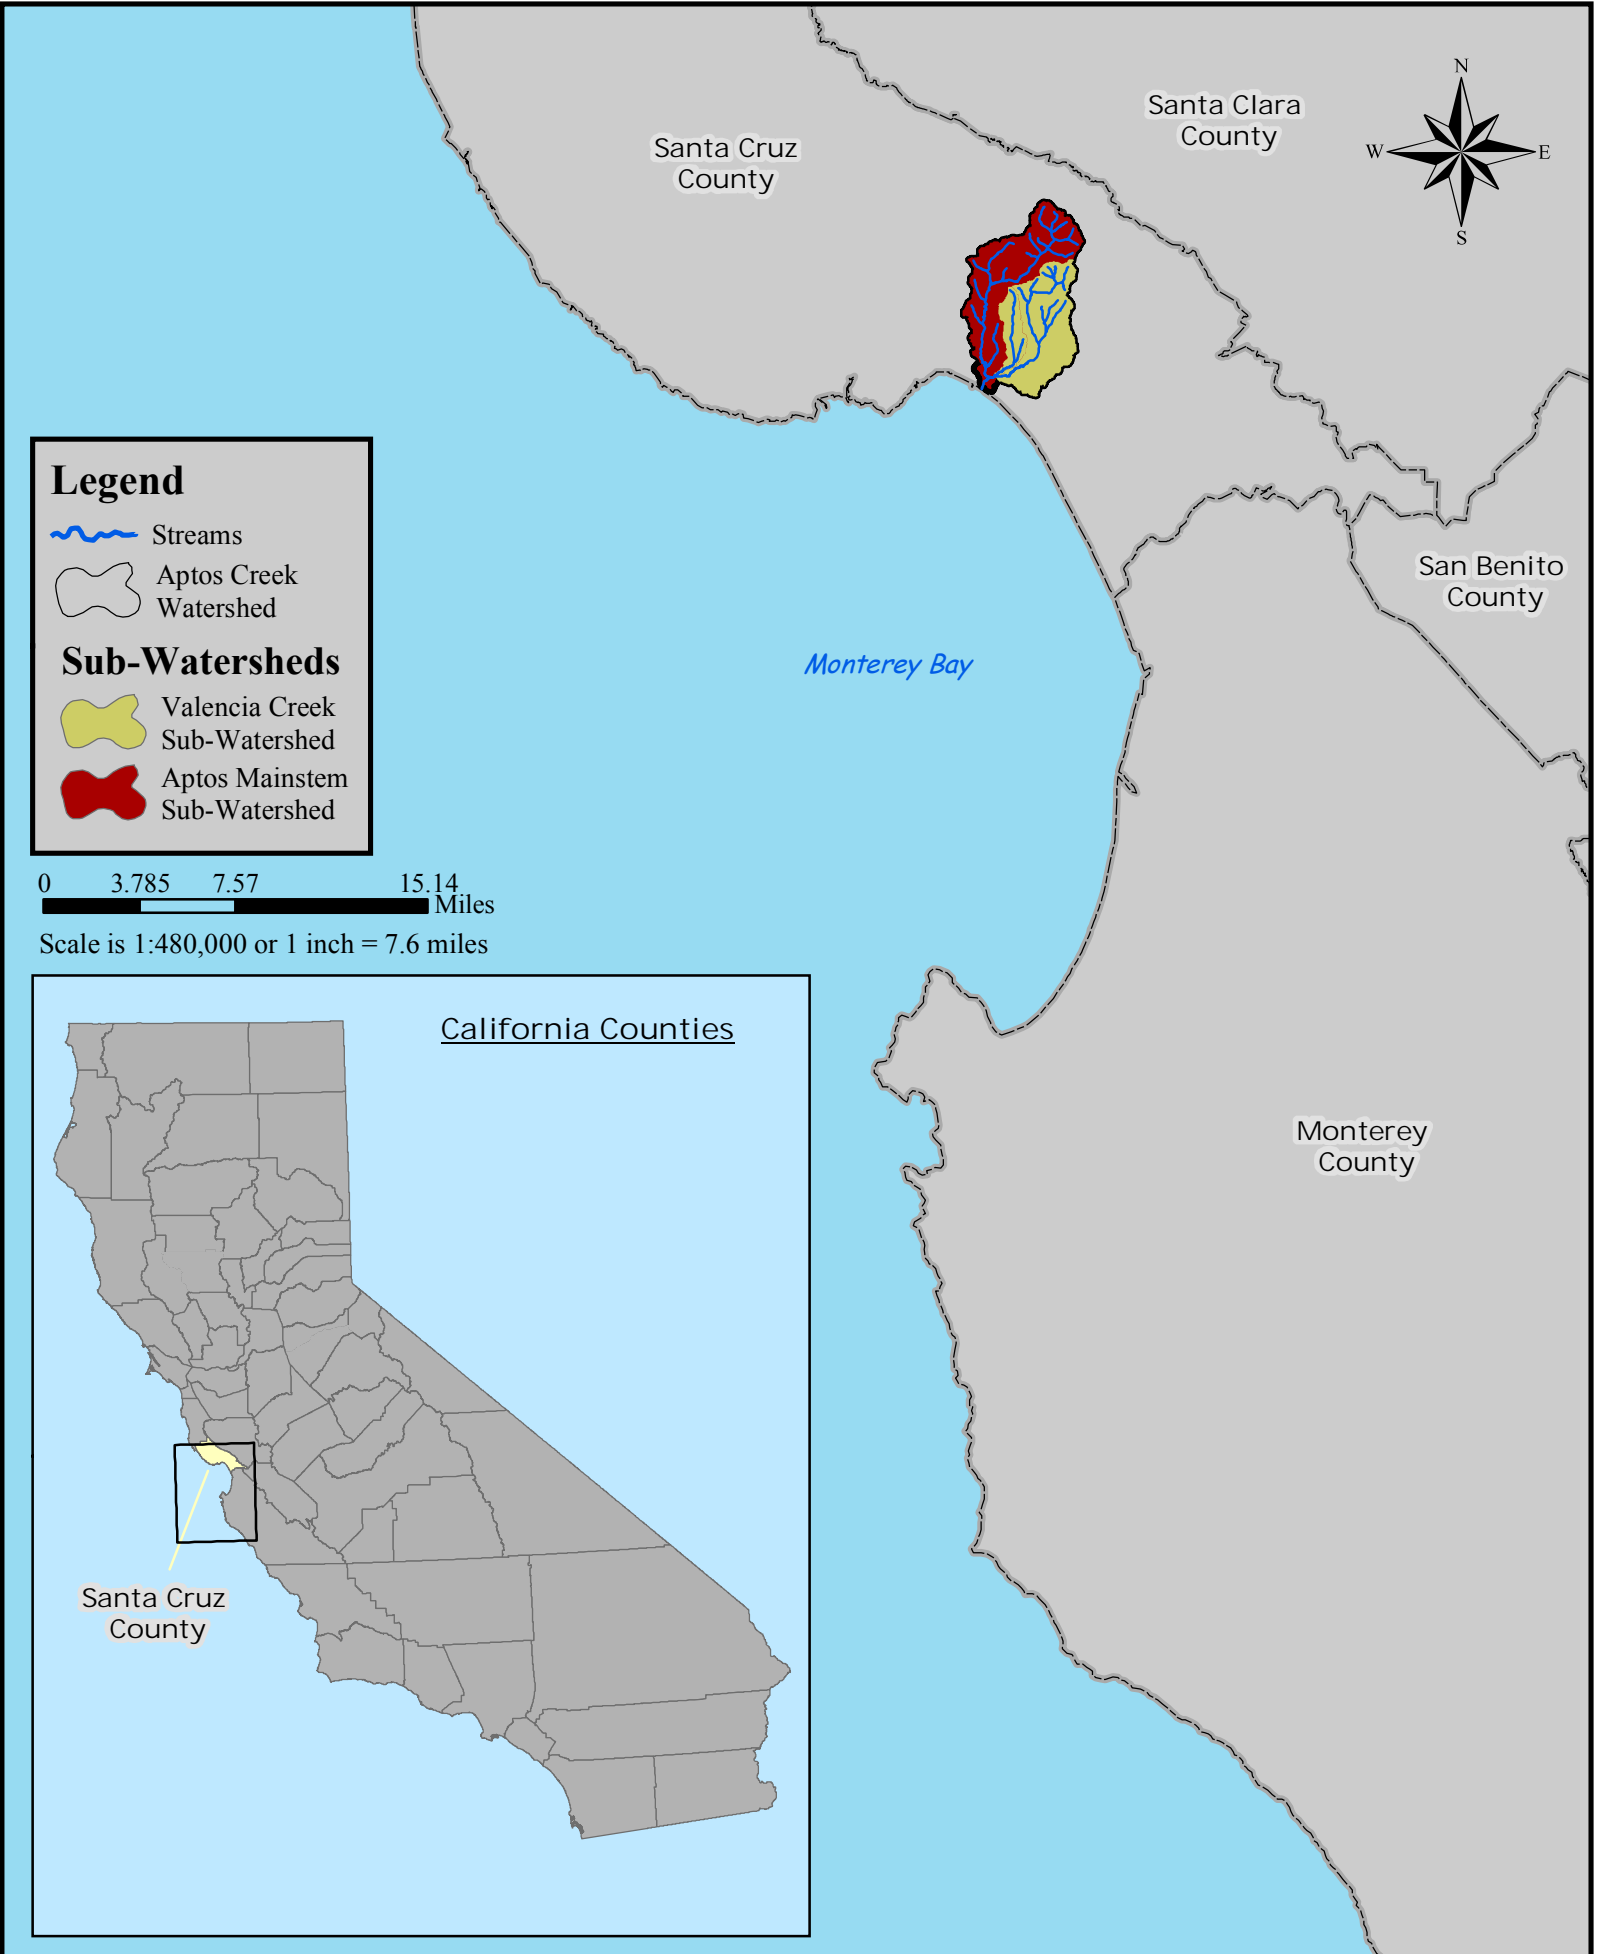 N
Santa Clara
County
W
E
S
Santa Cruz
County
Legend
Streams
Aptos Creek
Watershed
Sub-Watersheds
Valencia Creek
Sub-Watershed
Aptos Mainstem
Sub-Watershed
San Benito
County
Monterey Bay
0 3.785 7.57 15.14
Miles
Scale is 1:480,000 or 1 inch = 7.6 miles
California Counties
Monterey
County
Santa Cruz
County